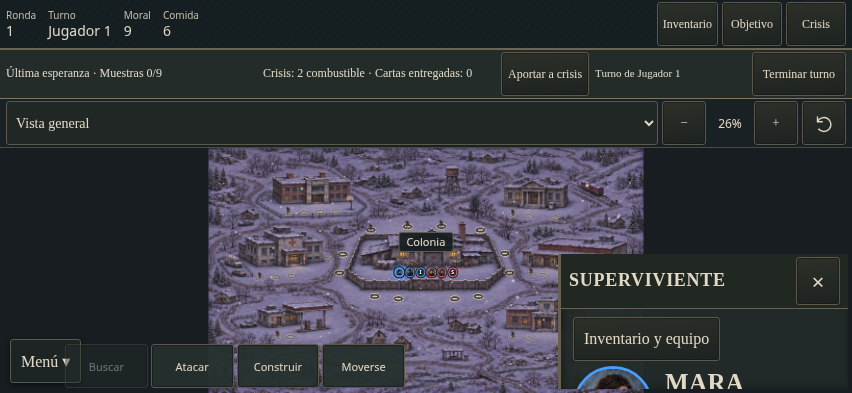 Ronda Turno Moral Comida
1 Jugador 1 9 6
Inventario Objetivo Crisis
Última esperanza · Muestras 0/9
Crisis: 2 combustible · Cartas entregadas: 0
Aportar a crisis
Turno de Jugador 1
Terminar turno
Vista general
− 26% +
Colonia
SUPERVIVIENTE
×
Inventario y equipo
MARA
Menú ▾
Buscar Atacar Construir Moverse